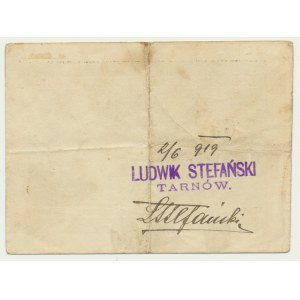 2/6 919
LUDWIK STEFAŃSKI
TARNÓW.
LStefański